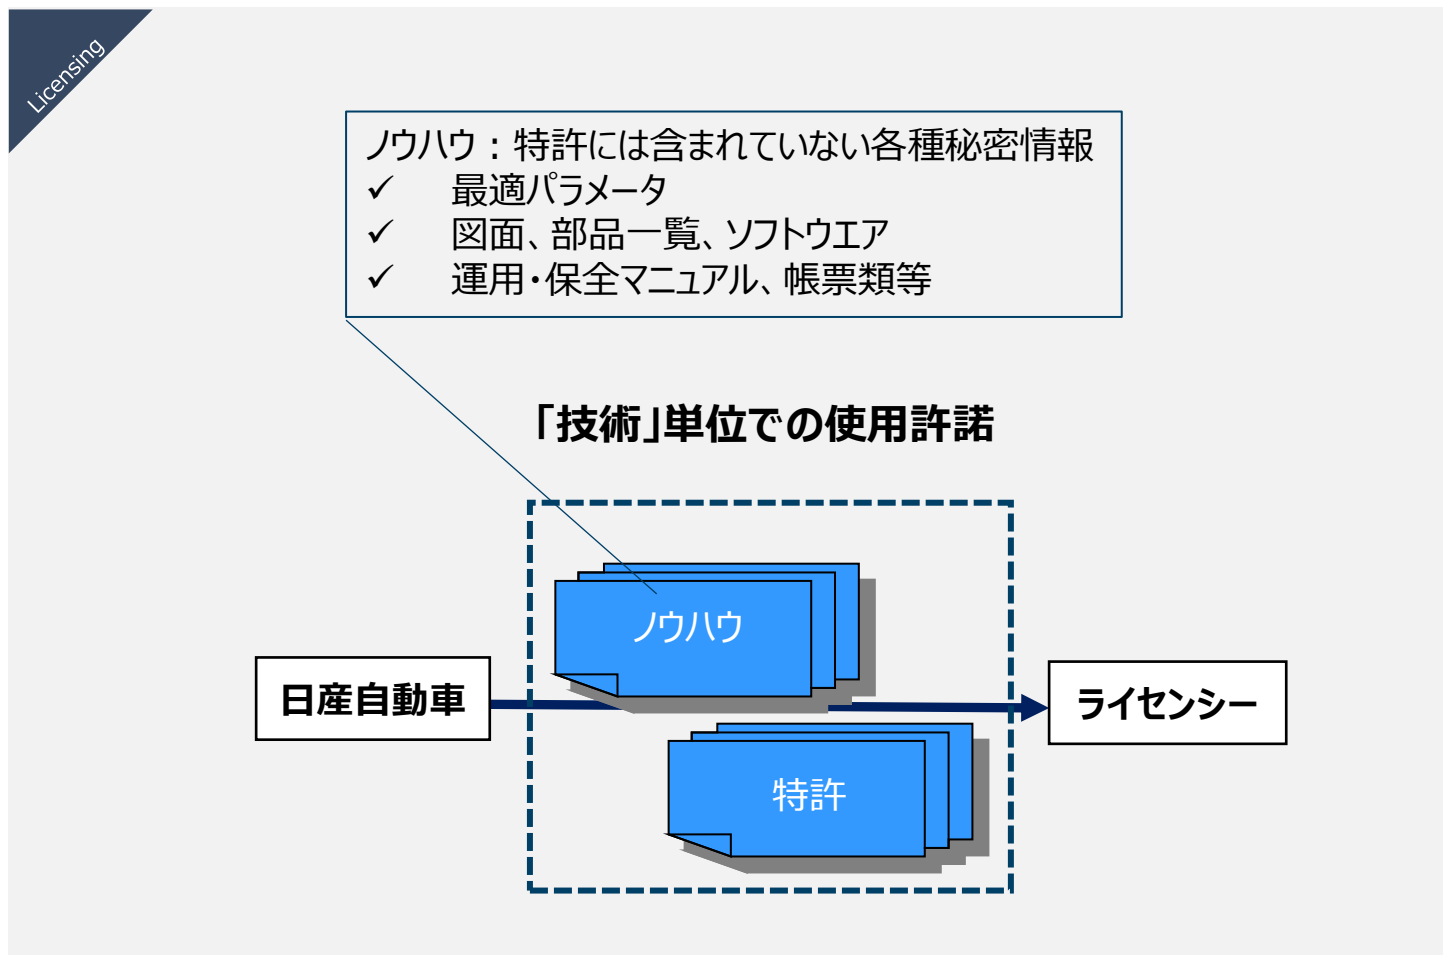 Licensing
ノウハウ：特許には含まれていない各種秘密情報
✓ 最適パラメータ
✓ 図面、部品一覧、ソフトウエア
✓ 運用・保全マニュアル、帳票類等
「技術」単位での使用許諾
ノウハウ
日産自動車
ライセンシー
特許